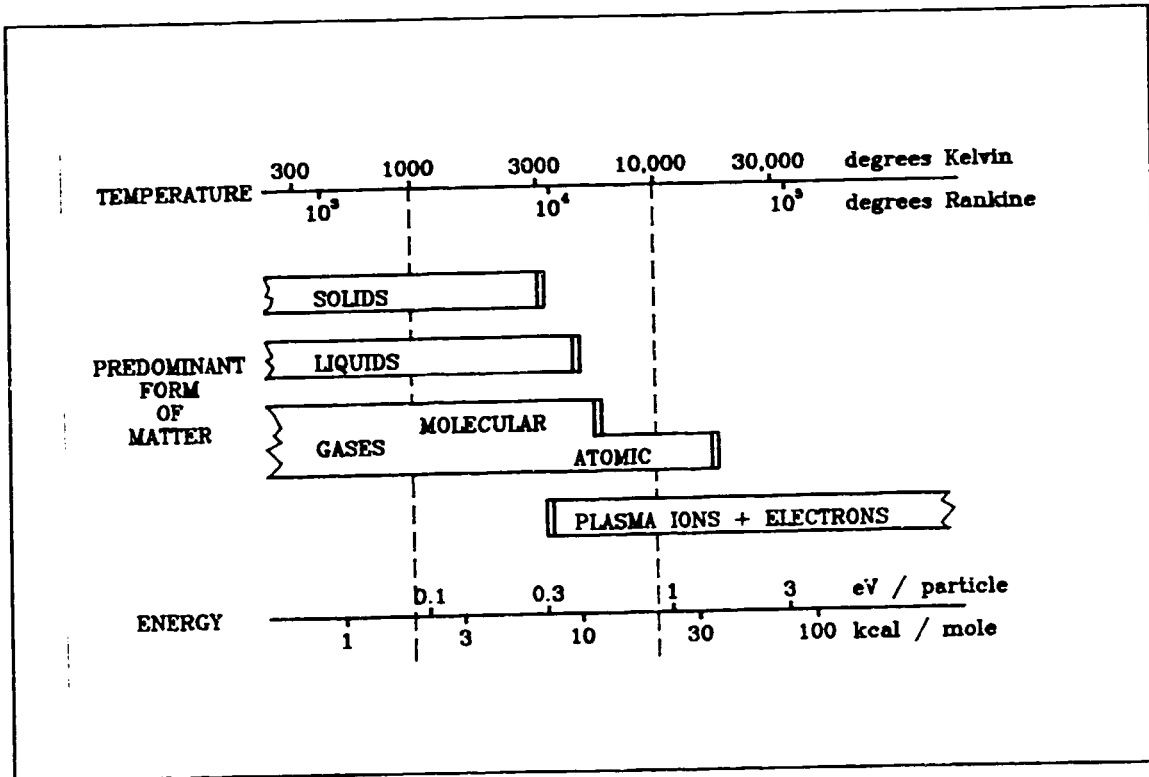 300 1000 3000 10,000 30,000 degrees Kelvin
TEMPERATURE
10³ 10⁴ 10⁵ degrees Rankine
SOLIDS
LIQUIDS
PREDOMINANT
FORM
OF
MATTER
MOLECULAR
GASES
ATOMIC
PLASMA IONS + ELECTRONS
0.1 0.3 1 3 eV / particle
ENERGY
1 3 10 30 100 kcal / mole